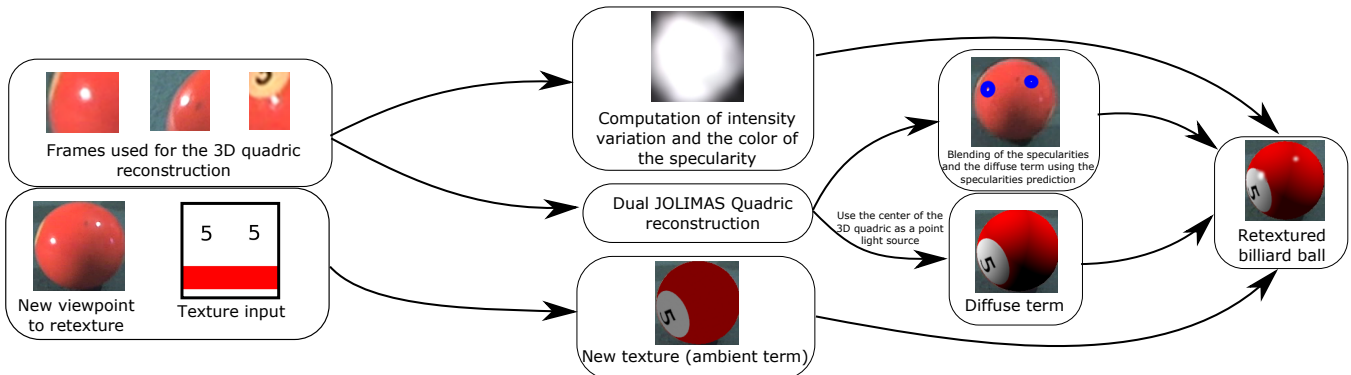 Frames used for the 3D quadric
reconstruction
New viewpoint
to retexture
5 5
Texture input
Computation of intensity
variation and the color of
the specularity
Dual JOLIMAS Quadric
reconstruction
5
New texture (ambient term)
Blending of the specularities
and the diffuse term using the
specularities prediction
Use the center of the
3D quadric as a point
light source
5
Diffuse term
5
Retextured
billiard ball